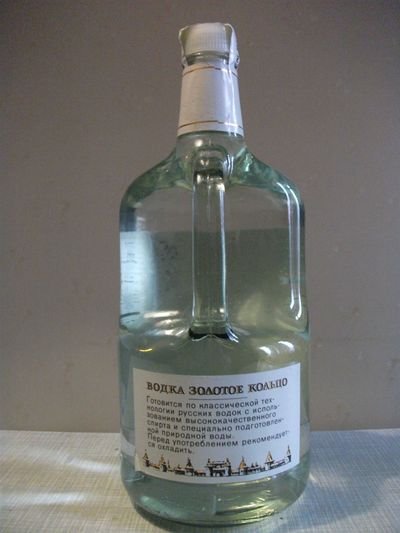 ВОДКА ЗОЛОТОЕ КОЛЬЦО
Готовится по классической тех-
нологии русских водок с исполь-
зованием высококачественного
спирта и специально подготовлен-
ной природной воды.
Перед потреблением рекомендует-
ся охладить.